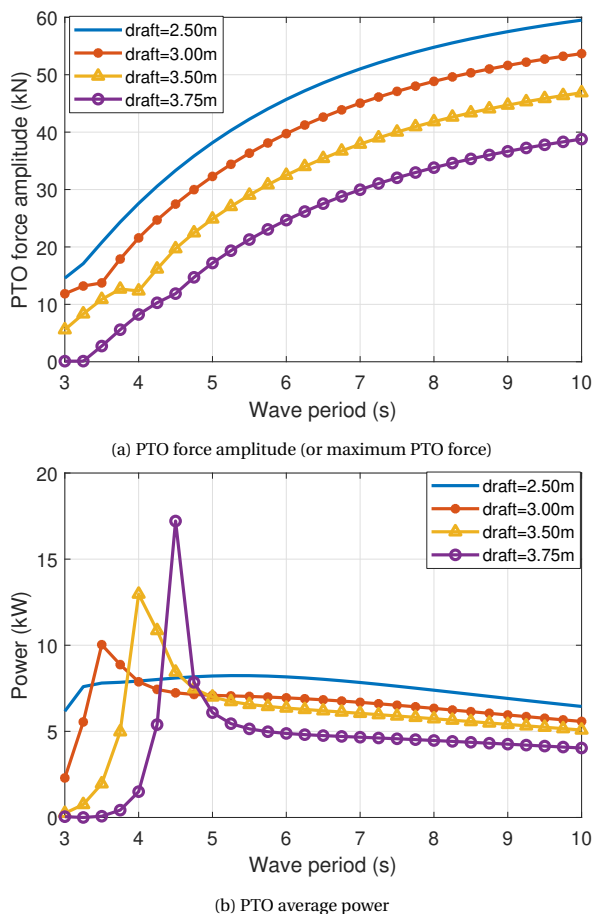 60
50
40
30
20
10
0
PTO force amplitude (kN)
draft=2.50m
draft=3.00m
draft=3.50m
draft=3.75m
3 4 5 6 7 8 9 10
Wave period (s)
(a) PTO force amplitude (or maximum PTO force)
20
15
10
5
0
Power (kW)
draft=2.50m
draft=3.00m
draft=3.50m
draft=3.75m
3 4 5 6 7 8 9 10
Wave period (s)
(b) PTO average power